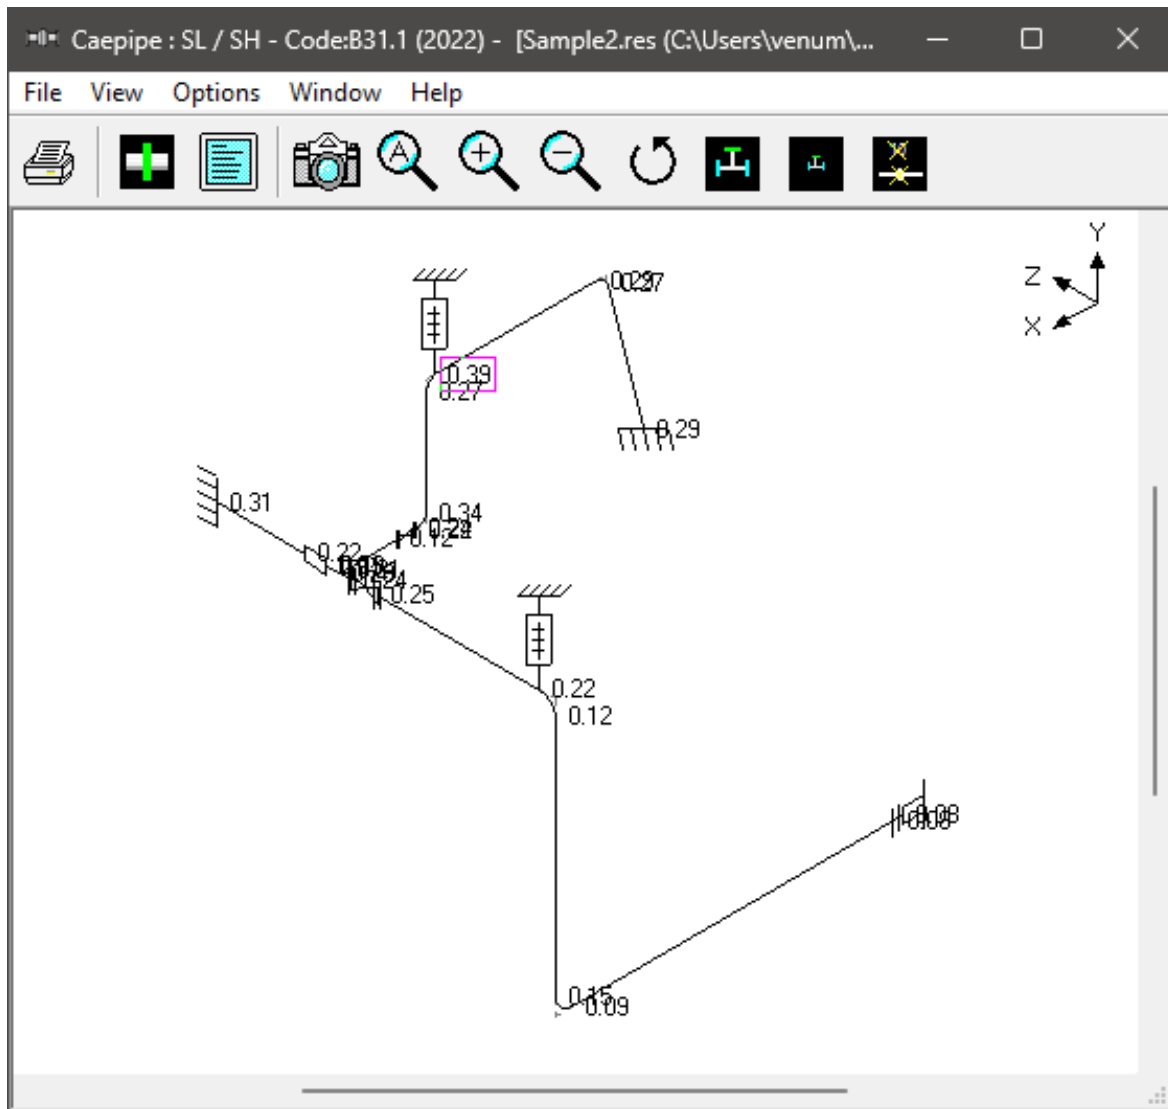 Caepipe : SL / SH - Code:B31.1 (2022) - [Sample2.res (C:\Users\venum\...
File View Options Window Help
A
Y
Z
X
0.27
0.39
0.27
0.29
0.31
0.34
0.12
0.22
0.25
0.22
0.12
0.15
0.09